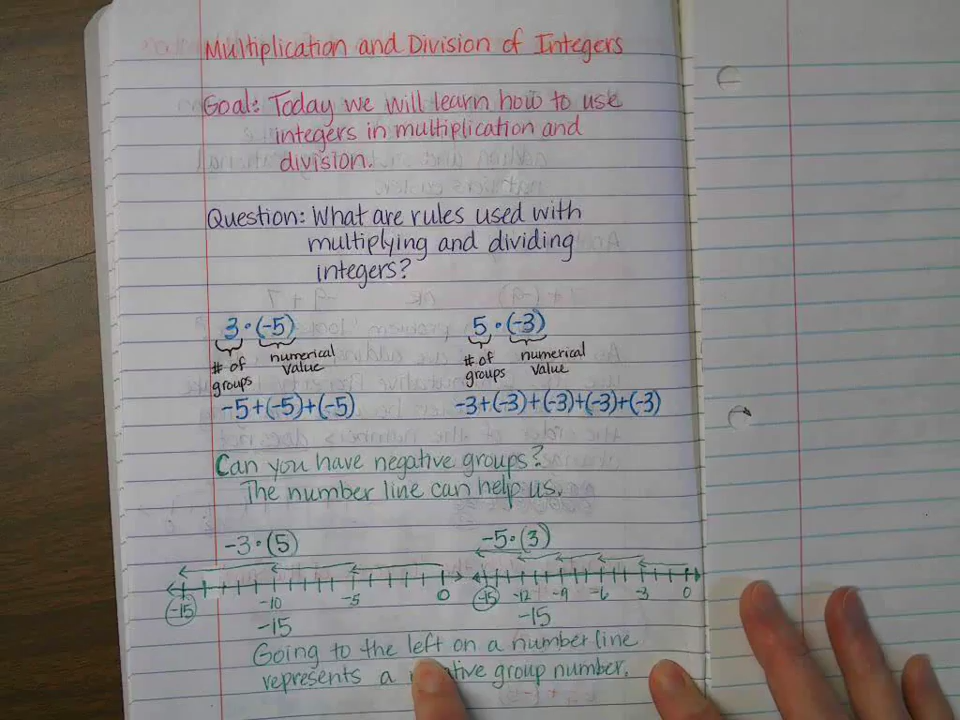 Multiplication and Division of Integers
Goal: Today we will learn how to use
integers in multiplication and
division.
Question: What are rules used with
multiplying and dividing
integers?
3 · (-5)
# of
groups
numerical
value
-5+(-5)+(-5)
5 · (-3)
# of
groups
numerical
value
-3+(-3)+(-3)+(-3)+(-3)
Can you have negative groups?
The number line can help us.
-3·(5)
-15 -10 -5 0
-15
-5·(3)
-15 -12 -9 -6 -3 0
-15
Going to the left on a number line
represents a group number.